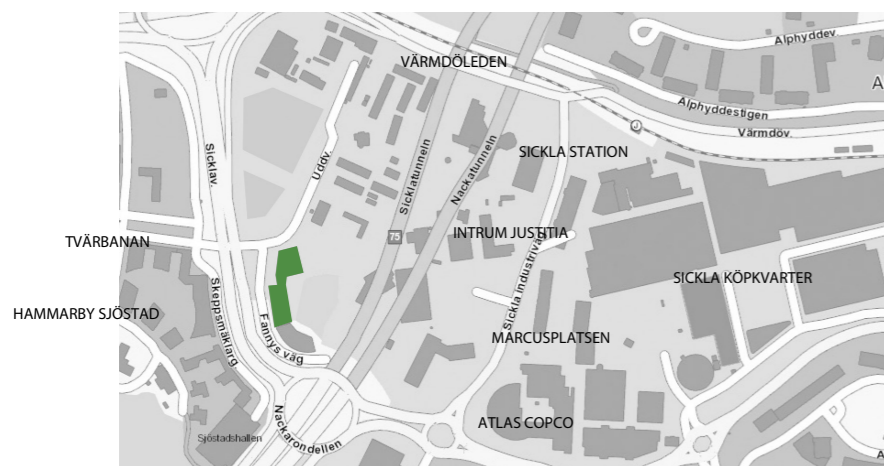 Alphyddev.
VÄRMDÖLEDEN
A
Alphyddestigen
Värmdöv.
J
SICKLA STATION
Sicklav.
Uddv.
Sicklatunneln
Nackatunneln
75
INTRUM JUSTITIA
TVÄRBANAN
SICKLA KÖPKVARTER
Sickla industriväg
HAMMARBY SJÖSTAD
Skeppsmäklarg
Fannys väg
MARCUSPLATSEN
ATLAS COPCO
Nackarondellen
Sjöstadshallen
A